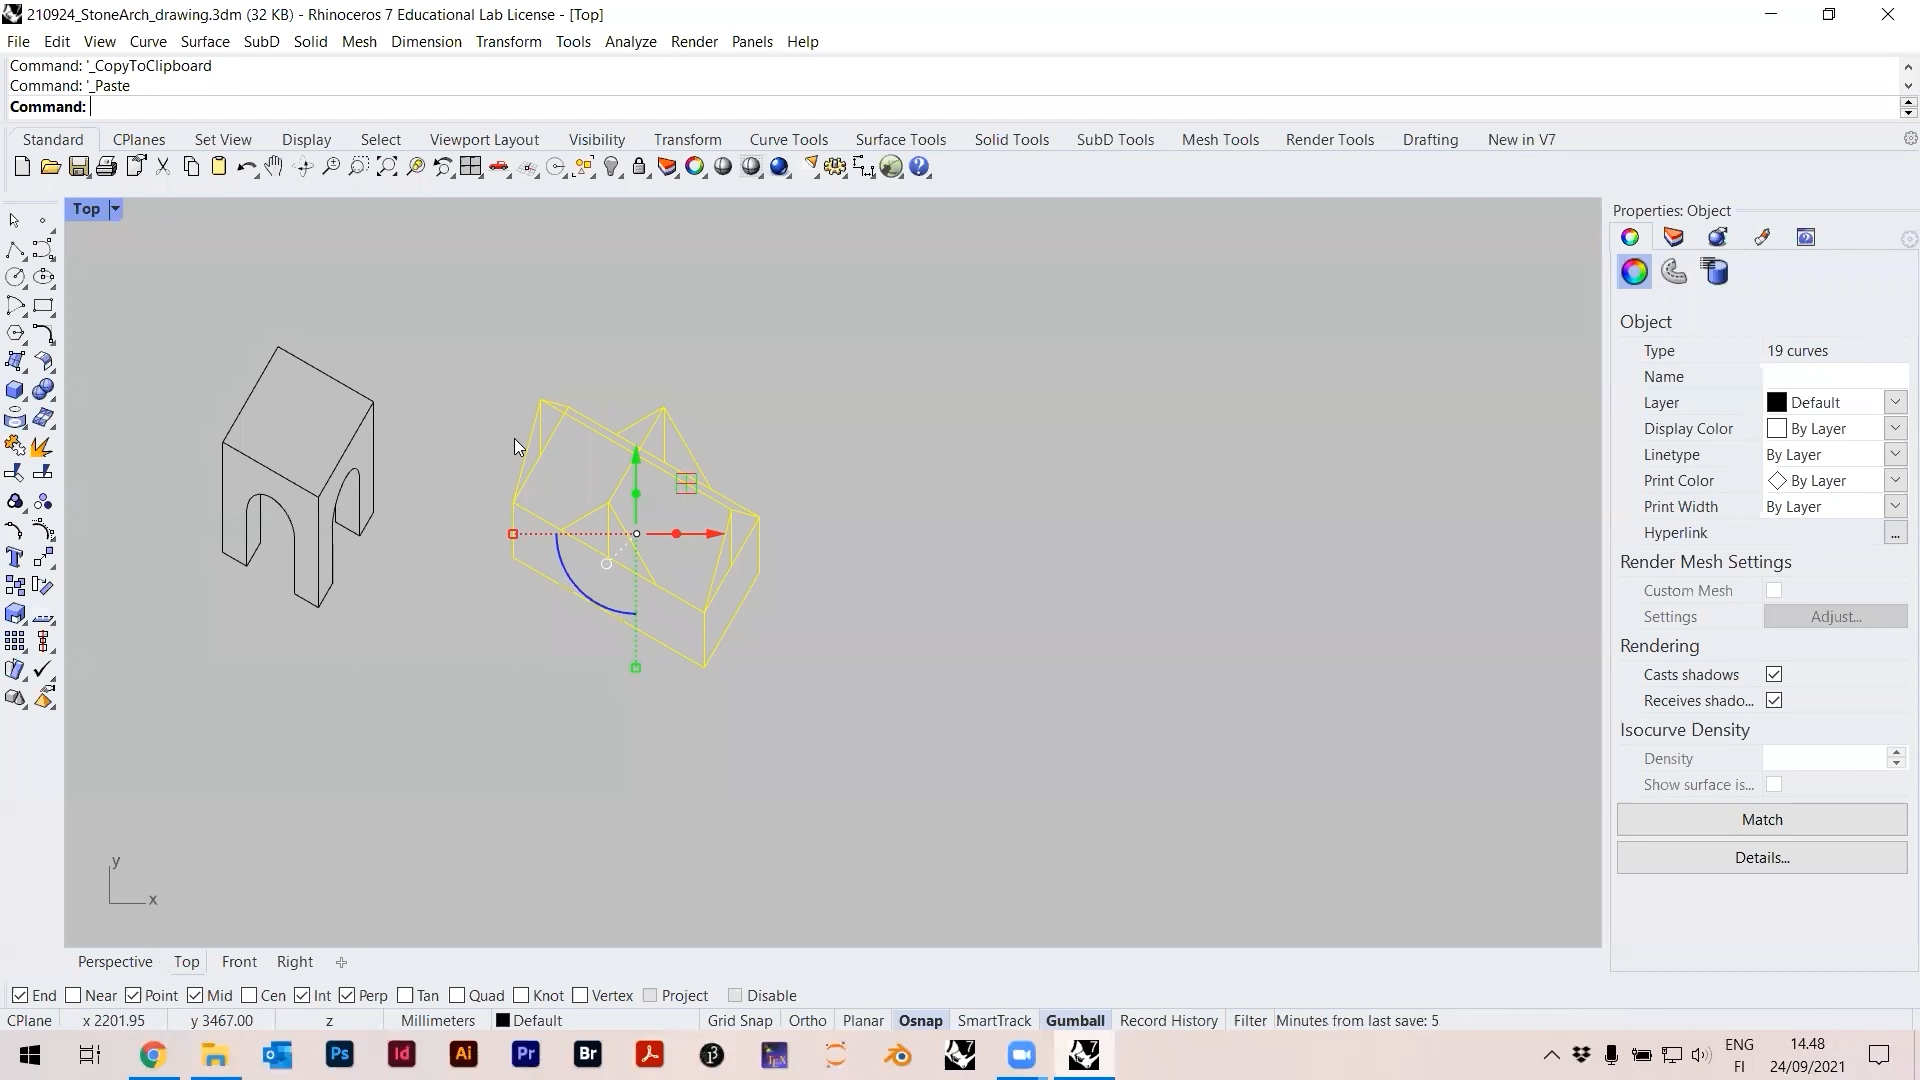 210924_StoneArch_drawing.3dm (32 KB) - Rhinoceros 7 Educational Lab License - [Top]
File Edit View Curve Surface SubD Solid Mesh Dimension Transform Tools Analyze Render Panels Help
Command: '_CopyToClipboard
Command: '_Paste
Command:
Standard CPlanes Set View Display Select Viewport Layout Visibility Transform Curve Tools Surface Tools Solid Tools SubD Tools Mesh Tools Render Tools Drafting New in V7
Top
Properties: Object
Object
Type 19 curves
Name
Layer Default
Display Color By Layer
Linetype By Layer
Print Color By Layer
Print Width By Layer
Hyperlink ...
Render Mesh Settings
Custom Mesh
Settings Adjust...
Rendering
Casts shadows
Receives shado...
Isocurve Density
Density
Show surface is...
Match
Details...
y
x
Perspective Top Front Right
End Near Point Mid Cen Int Perp Tan Quad Knot Vertex Project Disable
CPlane x 2201.95 y 3467.00 z Millimeters Default Grid Snap Ortho Planar Osnap SmartTrack Gumball Record History Filter Minutes from last save: 5
Ps Id Ai Pr Br
ENG
FI
14.48
24/09/2021